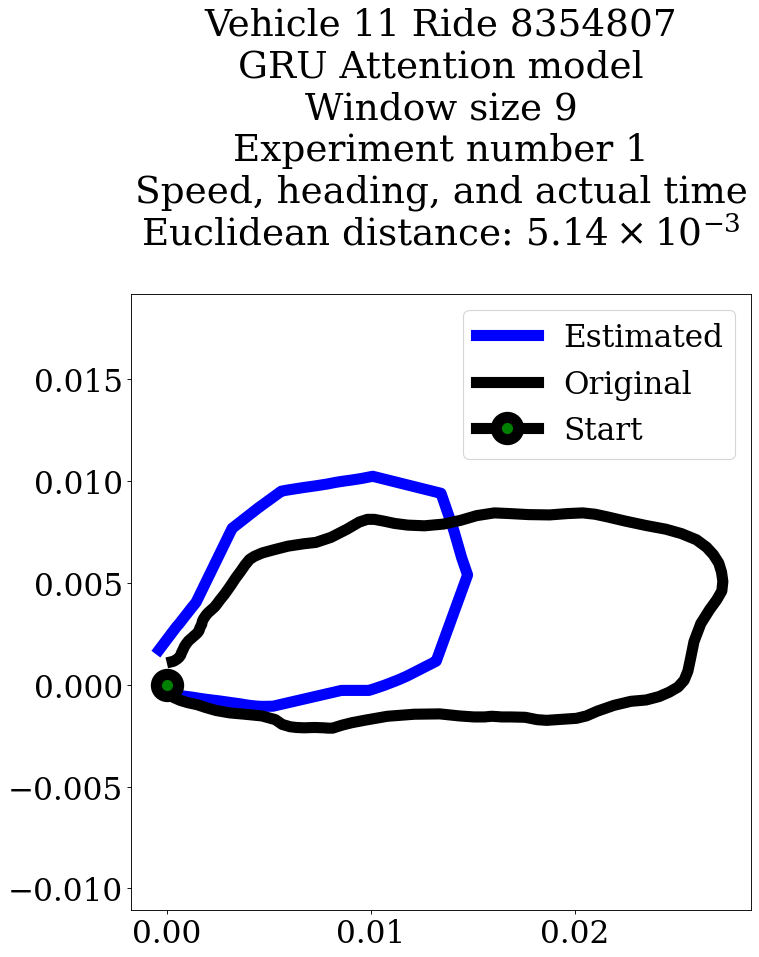 Vehicle 11 Ride 8354807
GRU Attention model
Window size 9
Experiment number 1
Speed, heading, and actual time
Euclidean distance: 5.14 × 10⁻³
Estimated
Original
Start
0.015
0.010
0.005
0.000
−0.005
−0.010
0.00 0.01 0.02